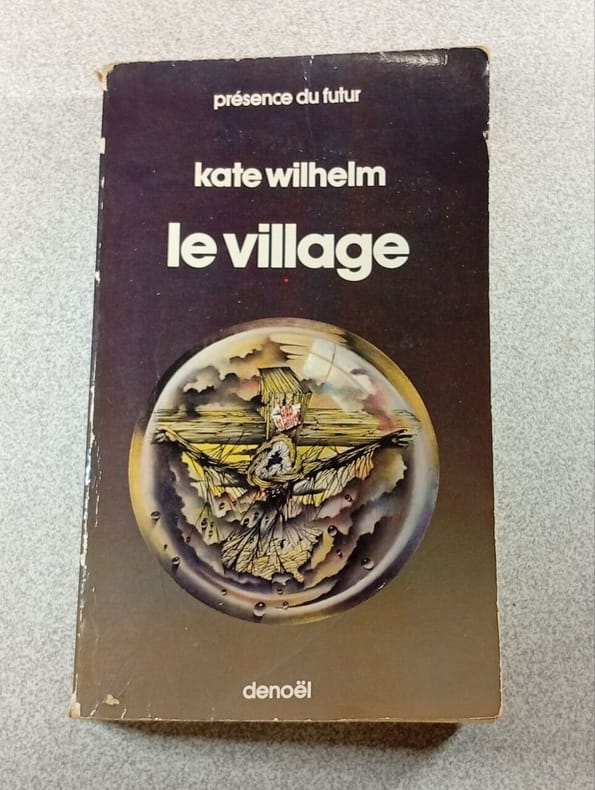 présence du futur
kate wilhelm
le village
denoël